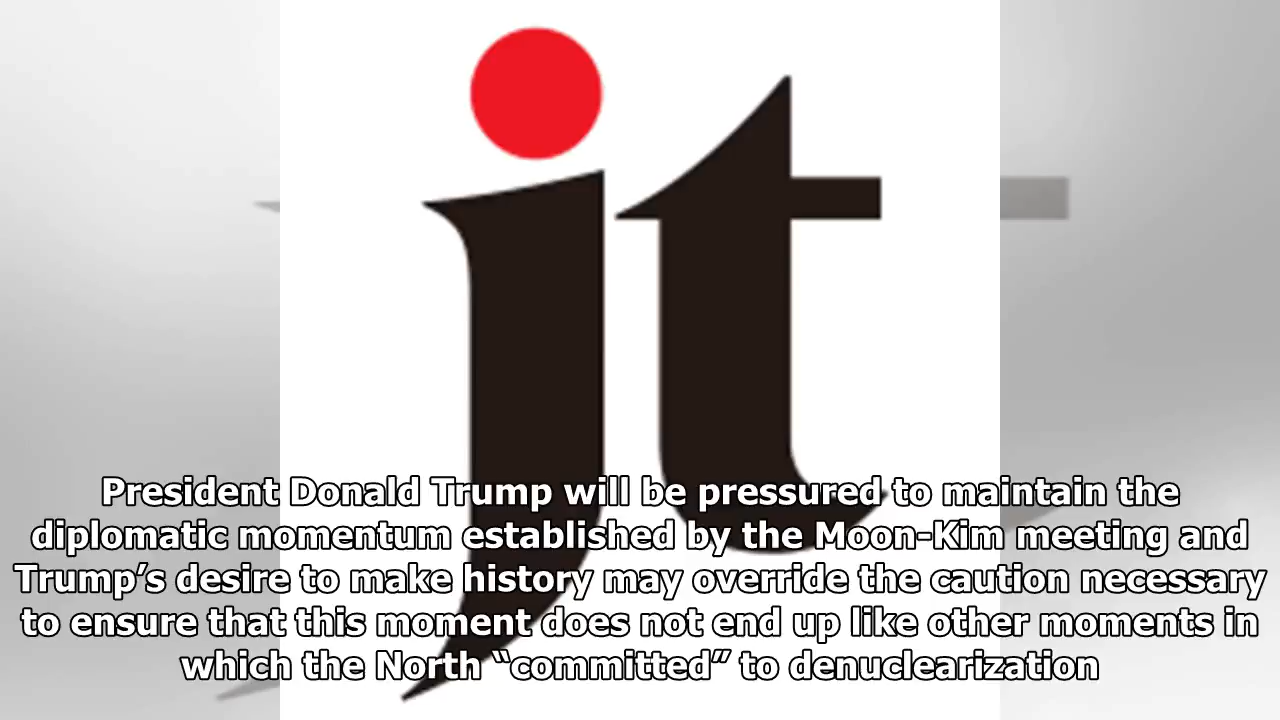 jt
President Donald Trump will be pressured to maintain the
diplomatic momentum established by the Moon-Kim meeting and
Trump’s desire to make history may override the caution necessary
to ensure that this moment does not end up like other moments in
which the North “committed” to denuclearization